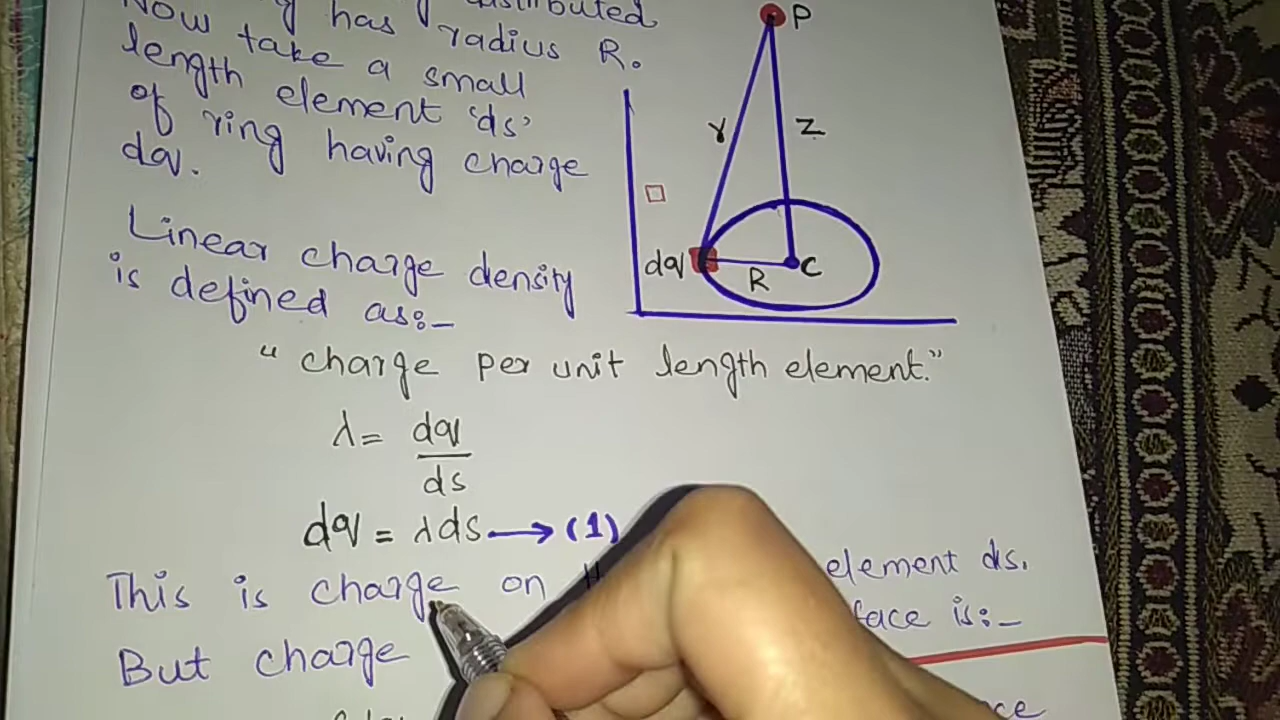 has distributed
Now take radius R.
length a small
of element 'ds'
dq. ring having charge
Linear charge density
is defined as:-
P
r
z
dq
R
C
"charge per unit length element."
λ = dq
ds
dq = λds → (1)
This is charge on element ds.
But charge face is:-